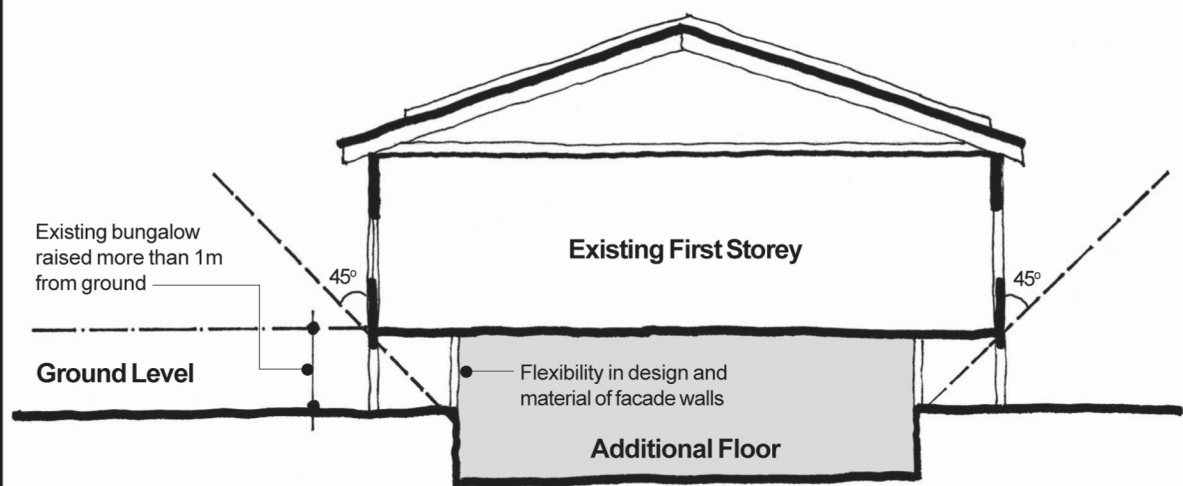 Existing First Storey
Existing bungalow
raised more than 1m
from ground
45°
45°
Ground Level
Flexibility in design and
material of facade walls
Additional Floor